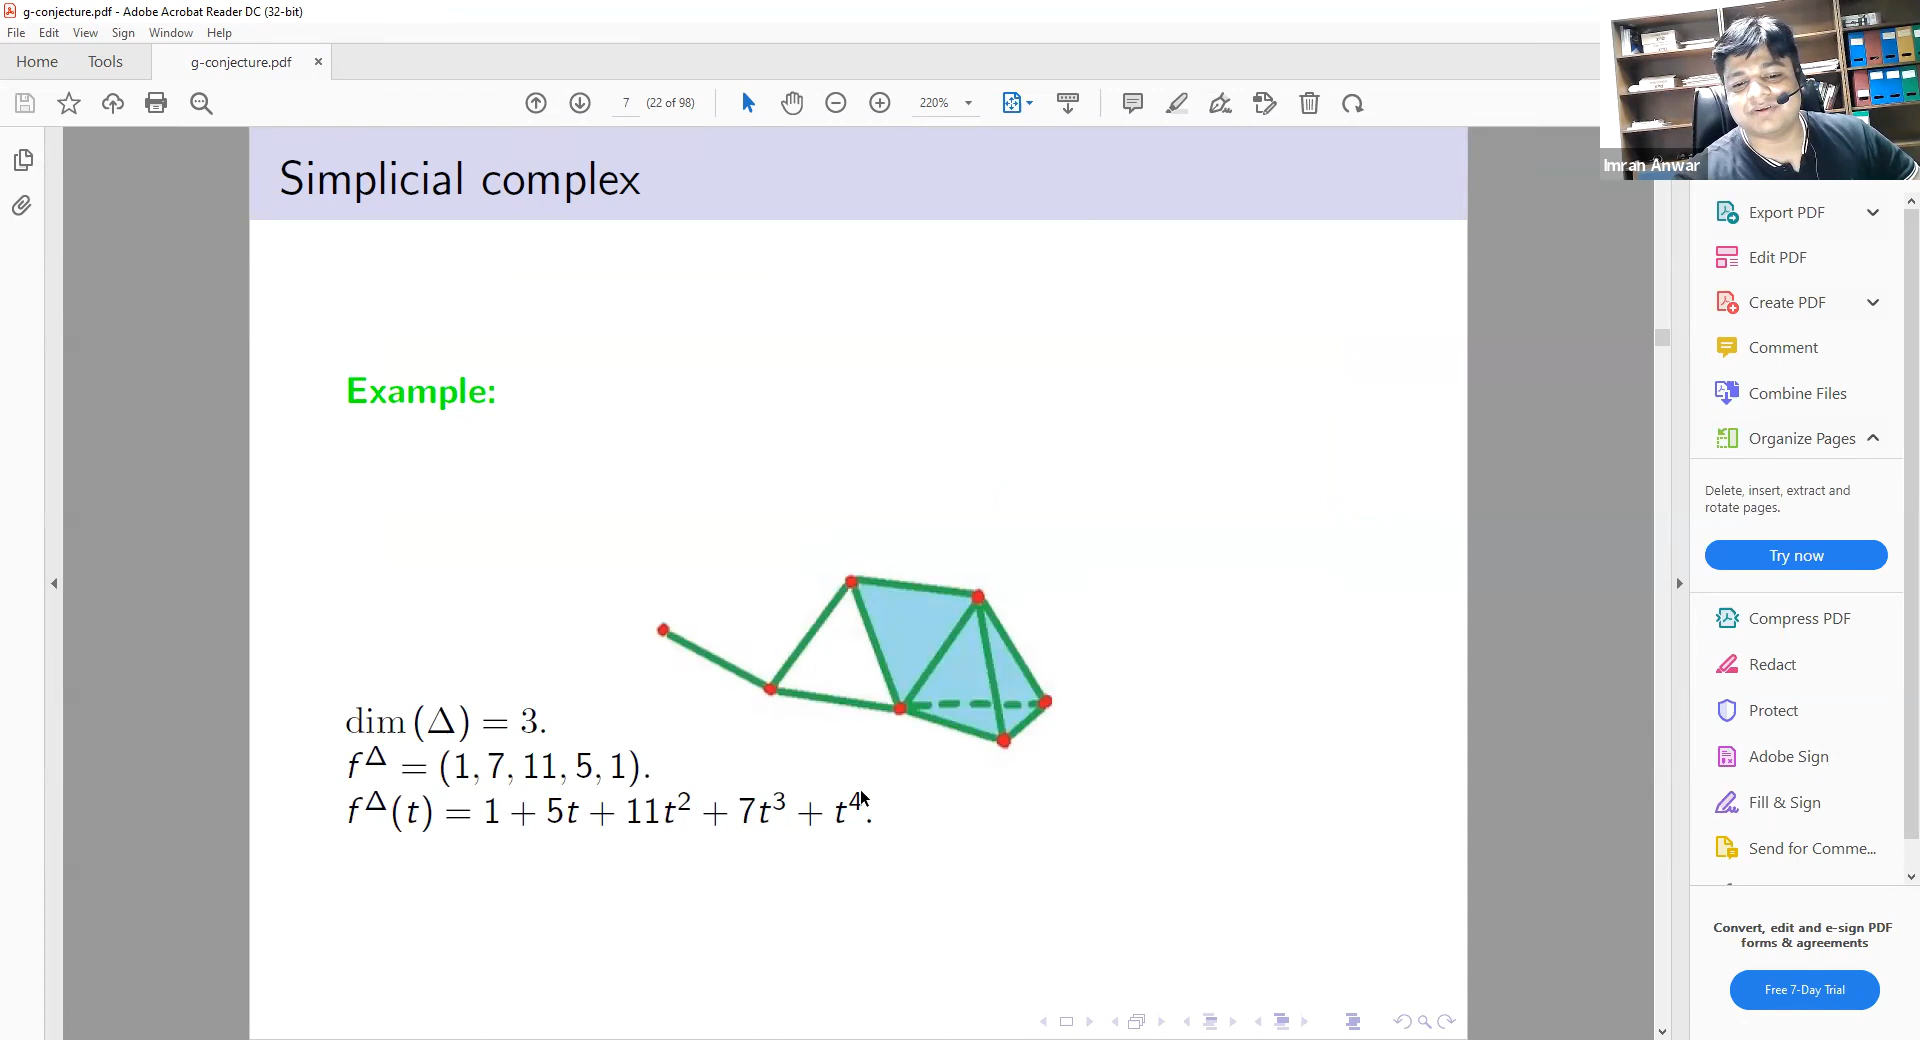 g-conjecture.pdf - Adobe Acrobat Reader DC (32-bit)
File Edit View Sign Window Help
Home Tools g-conjecture.pdf ×
7 (22 of 98) 220%
Imran Anwar
Simplicial complex
Example:
dim (Δ) = 3.
f^Δ = (1, 7, 11, 5, 1).
f^Δ(t) = 1 + 5t + 11t² + 7t³ + t⁴.
Export PDF
Edit PDF
Create PDF
Comment
Combine Files
Organize Pages
Delete, insert, extract and
rotate pages.
Try now
Compress PDF
Redact
Protect
Adobe Sign
Fill & Sign
Send for Comme...
Convert, edit and e-sign PDF
forms & agreements
Free 7-Day Trial